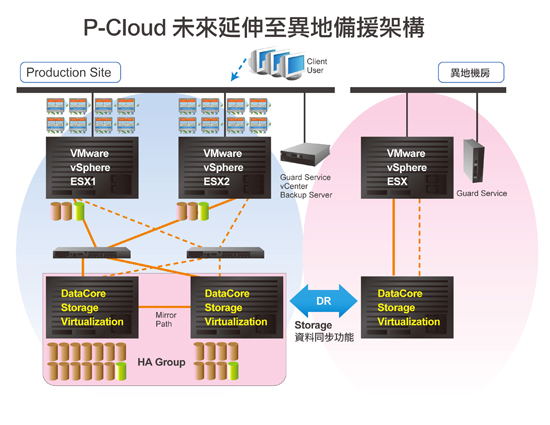 P-Cloud 未來延伸至異地備援架構
Client
User
Production Site
異地機房
VMware
vSphere
ESX1
VMware
vSphere
ESX2
Guard Service
vCenter
Backup Server
VMware
vSphere
ESX
Guard Service
DataCore
Storage
Virtualization
Mirror
Path
DataCore
Storage
Virtualization
HA Group
DR
Storage
資料同步功能
DataCore
Storage
Virtualization